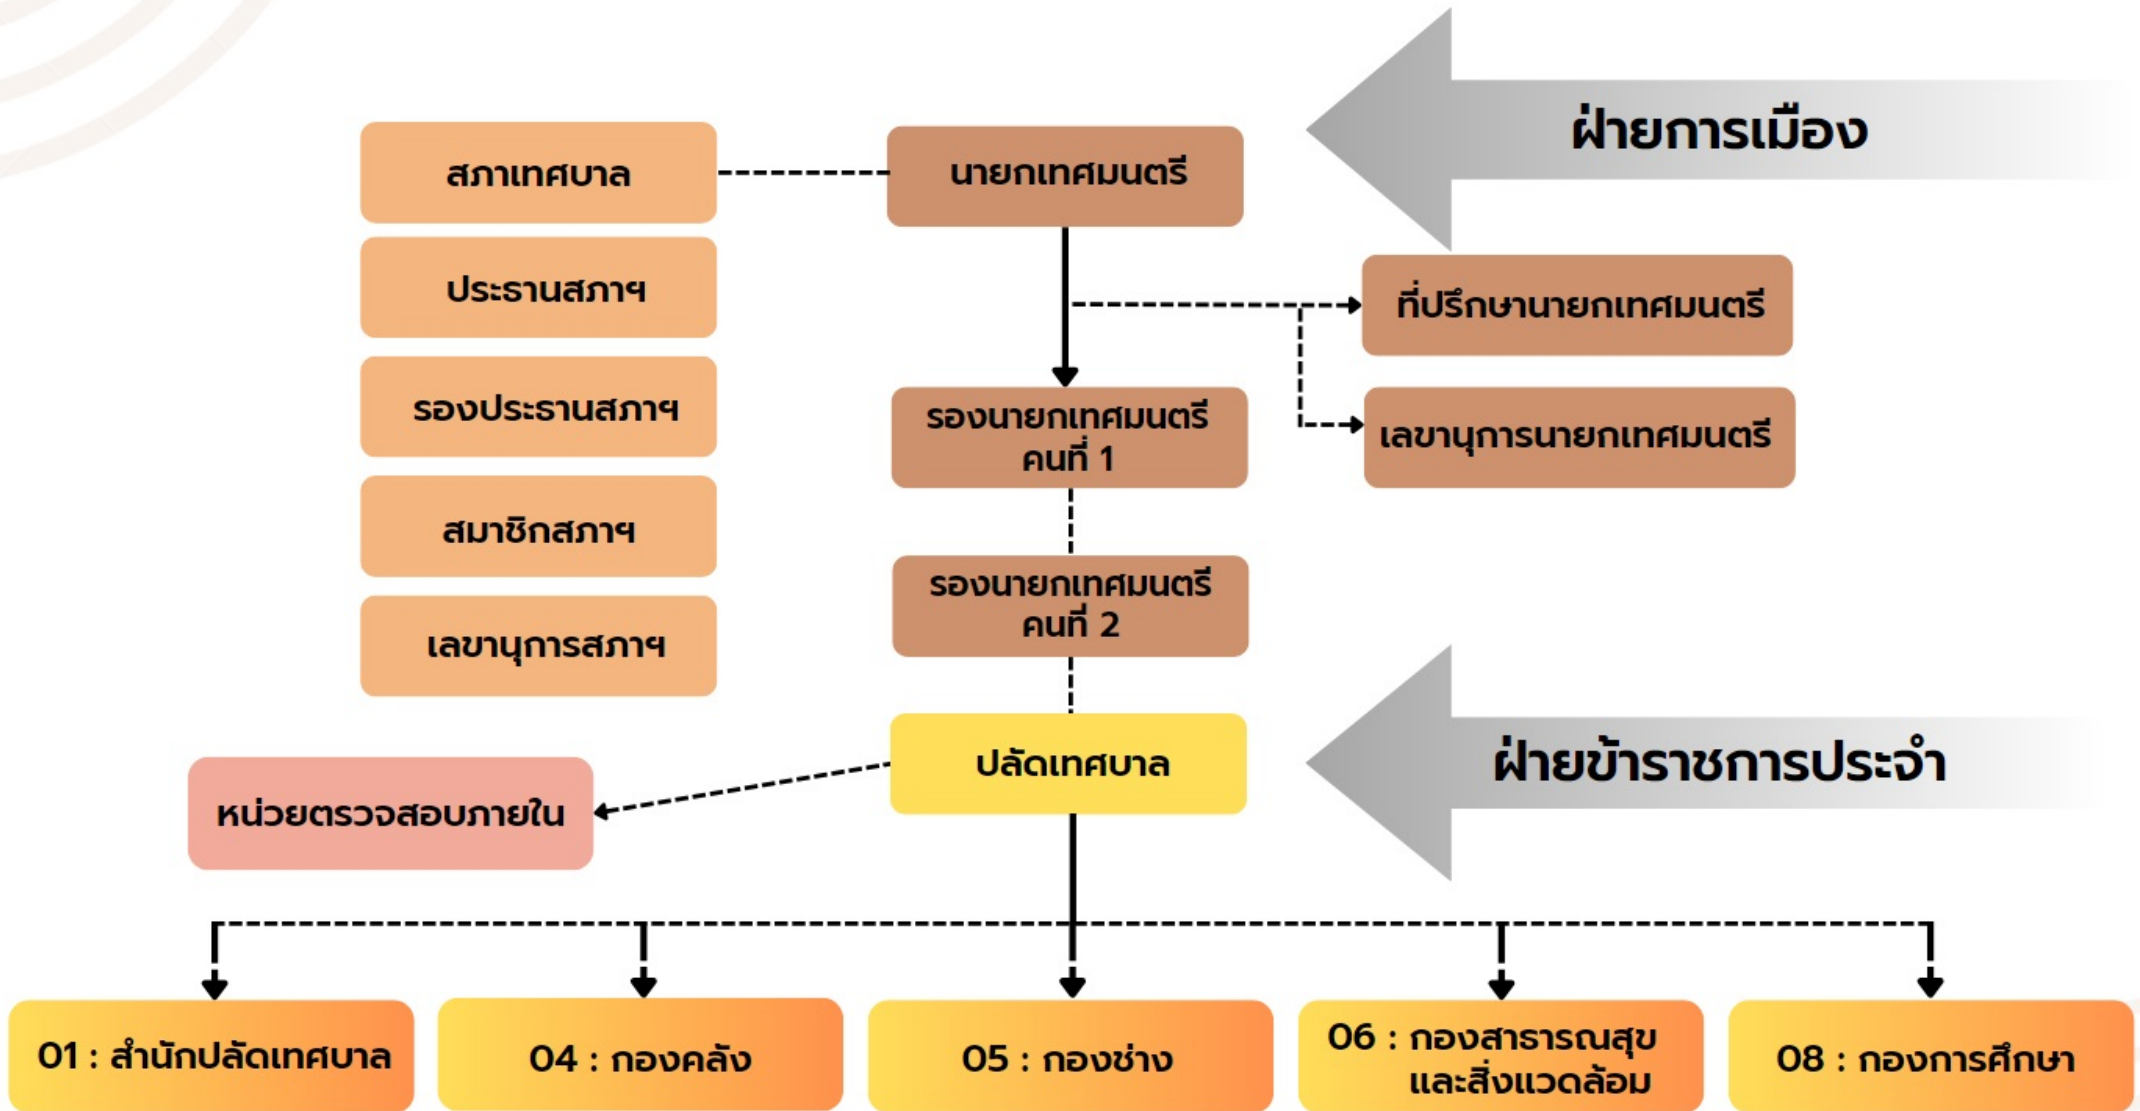 ฝ่ายการเมือง
สภาเทศบาล
นายกเทศมนตรี
ประธานสภาฯ
ที่ปรึกษานายกเทศมนตรี
รองประธานสภาฯ
รองนายกเทศมนตรี
คนที่ 1
เลขานุการนายกเทศมนตรี
สมาชิกสภาฯ
รองนายกเทศมนตรี
คนที่ 2
เลขานุการสภาฯ
ปลัดเทศบาล
ฝ่ายข้าราชการประจำ
หน่วยตรวจสอบภายใน
01 : สำนักปลัดเทศบาล
04 : กองคลัง
05 : กองช่าง
06 : กองสาธารณสุข
และสิ่งแวดล้อม
08 : กองการศึกษา